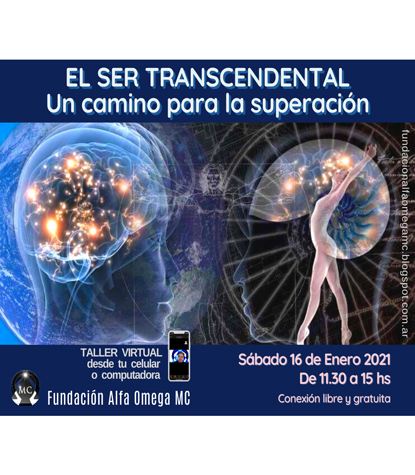 EL SER TRANSCENDENTAL
Un camino para la superación
fundacionalfaomegamc.blogspot.com.ar
TALLER VIRTUAL
desde tu celular
o computadora
Sábado 16 de Enero 2021
De 11.30 a 15 hs
Conexión libre y gratuita
MC
Fundación Alfa Omega MC